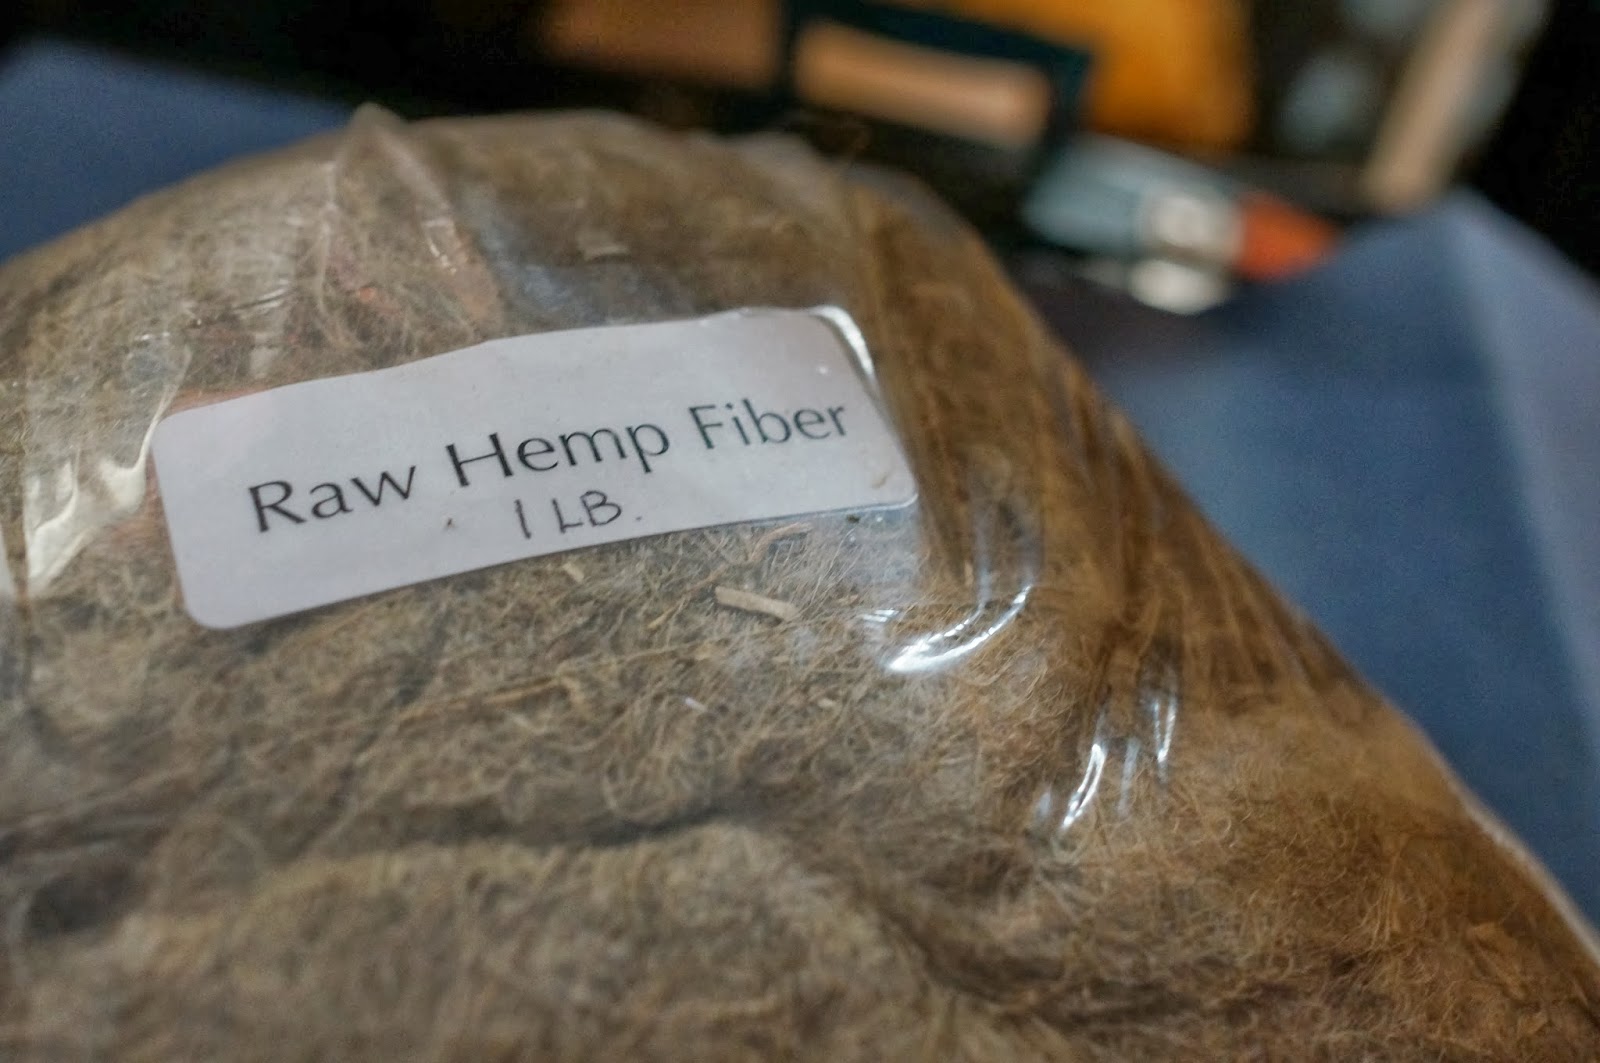 Raw Hemp Fiber
1 LB.